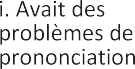 i. Avait des
problèmes de
prononciation